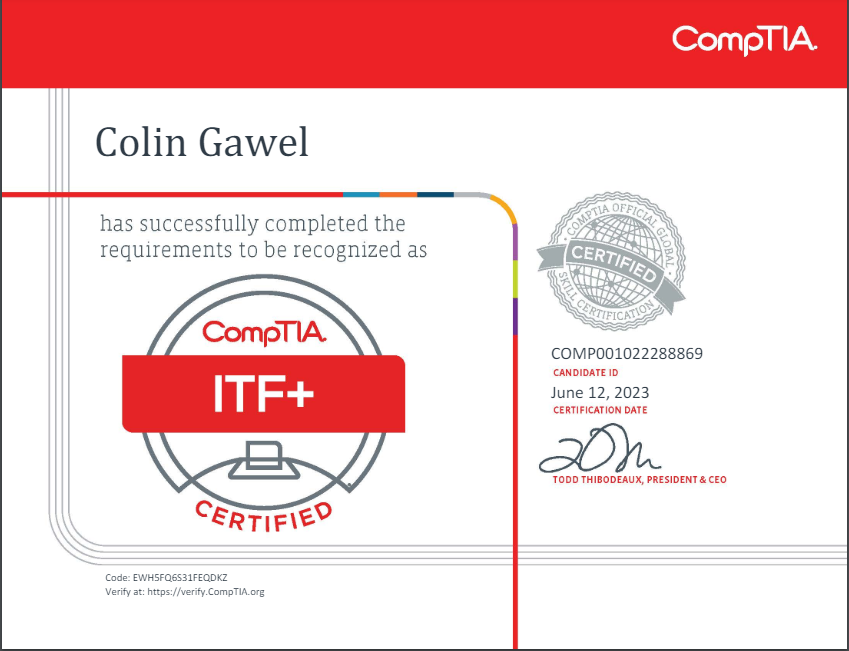 CompTIA.
Colin Gawel
has successfully completed the
requirements to be recognized as
CompTIA.
ITF+
CERTIFIED
COMPTIA OFFICIAL GLOBAL
CERTIFIED
SKILL CERTIFICATION
COMP001022288869
CANDIDATE ID
June 12, 2023
CERTIFICATION DATE
TODD THIBODEAUX, PRESIDENT & CEO
Code: EWH5FQ6S31FEQDKZ
Verify at: https://verify.CompTIA.org